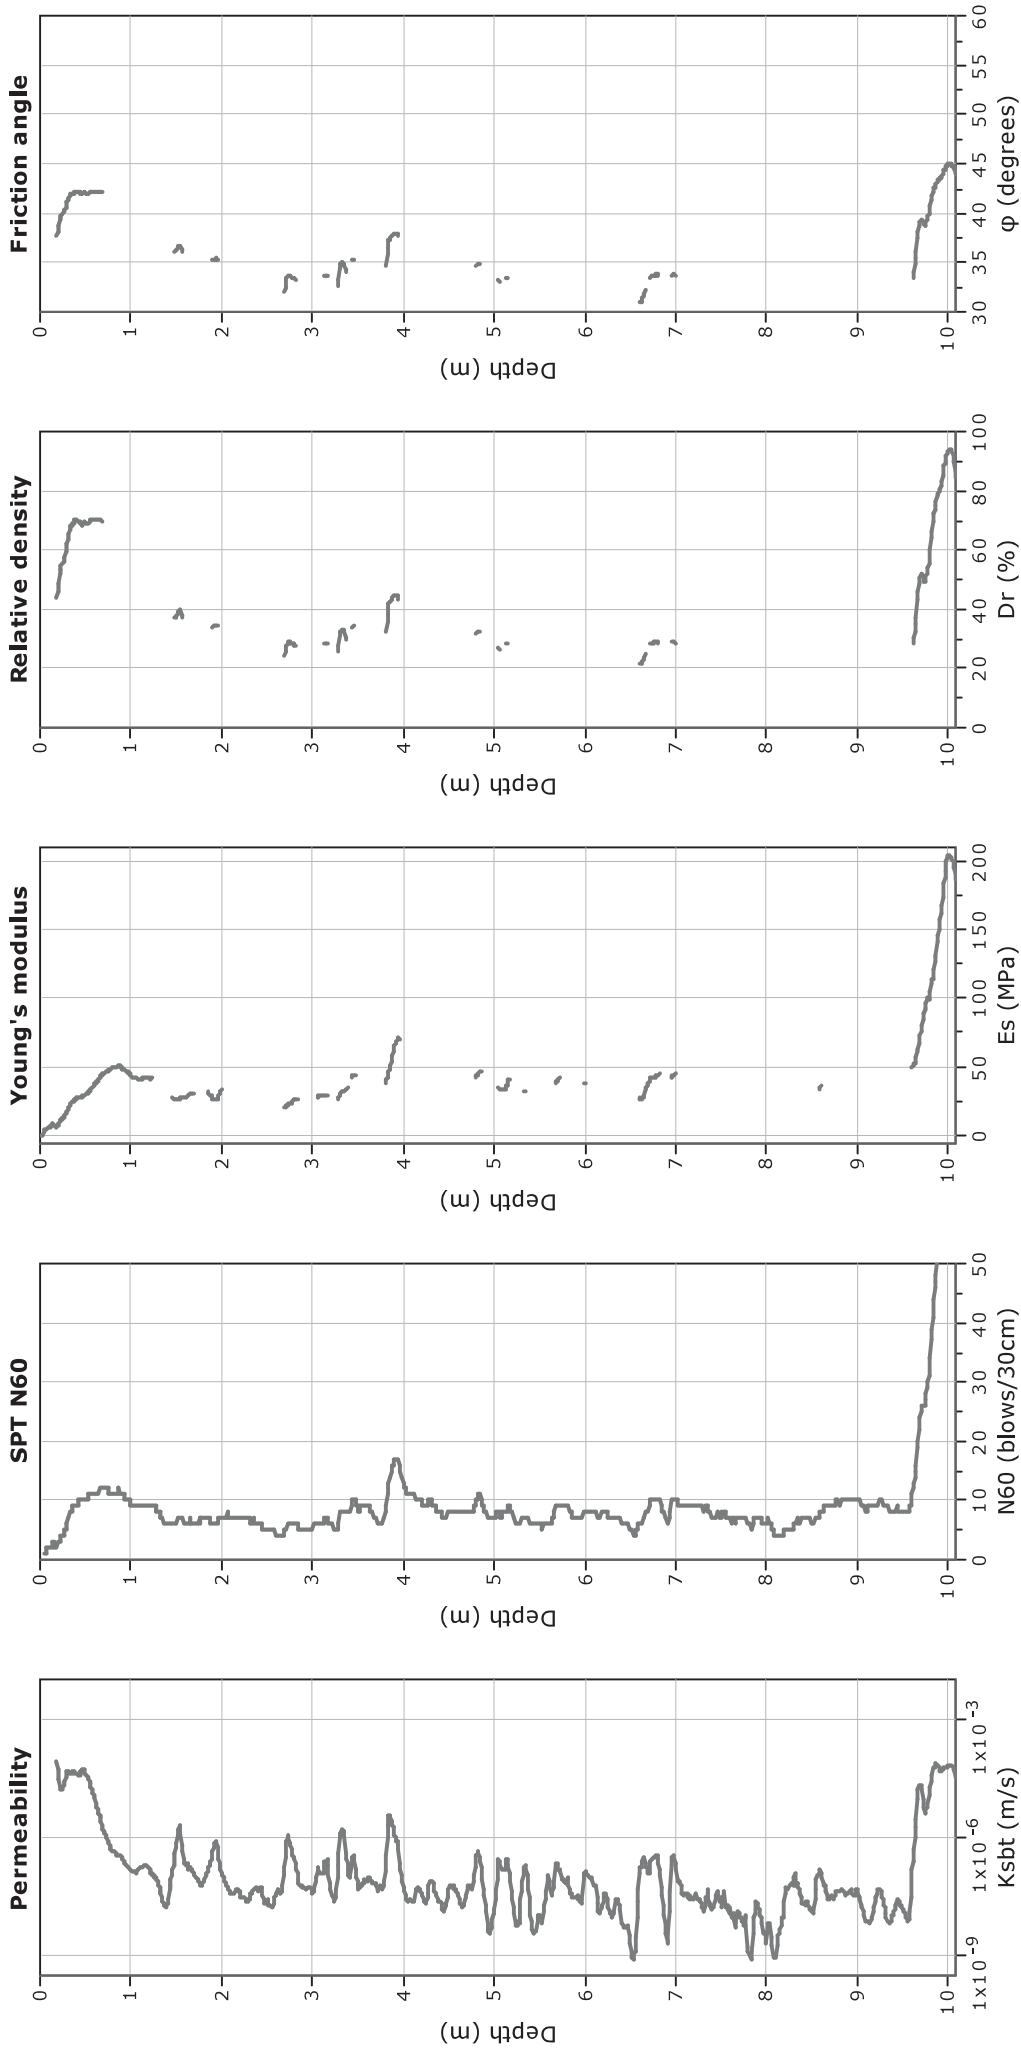 Permeability
0
1
2
3
4
5
6
7
8
9
10
Depth (m)
1x10-9
1x10-6
1x10-3
Ksbt (m/s)
SPT N60
0
1
2
3
4
5
6
7
8
9
10
Depth (m)
0 10 20 30 40 50
N60 (blows/30cm)
Young's modulus
0
1
2
3
4
5
6
7
8
9
10
Depth (m)
0 50 100 150 200
Es (MPa)
Relative density
0
1
2
3
4
5
6
7
8
9
10
Depth (m)
0 20 40 60 80 100
Dr (%)
Friction angle
0
1
2
3
4
5
6
7
8
9
10
Depth (m)
30 35 40 45 50 55 60
φ (degrees)